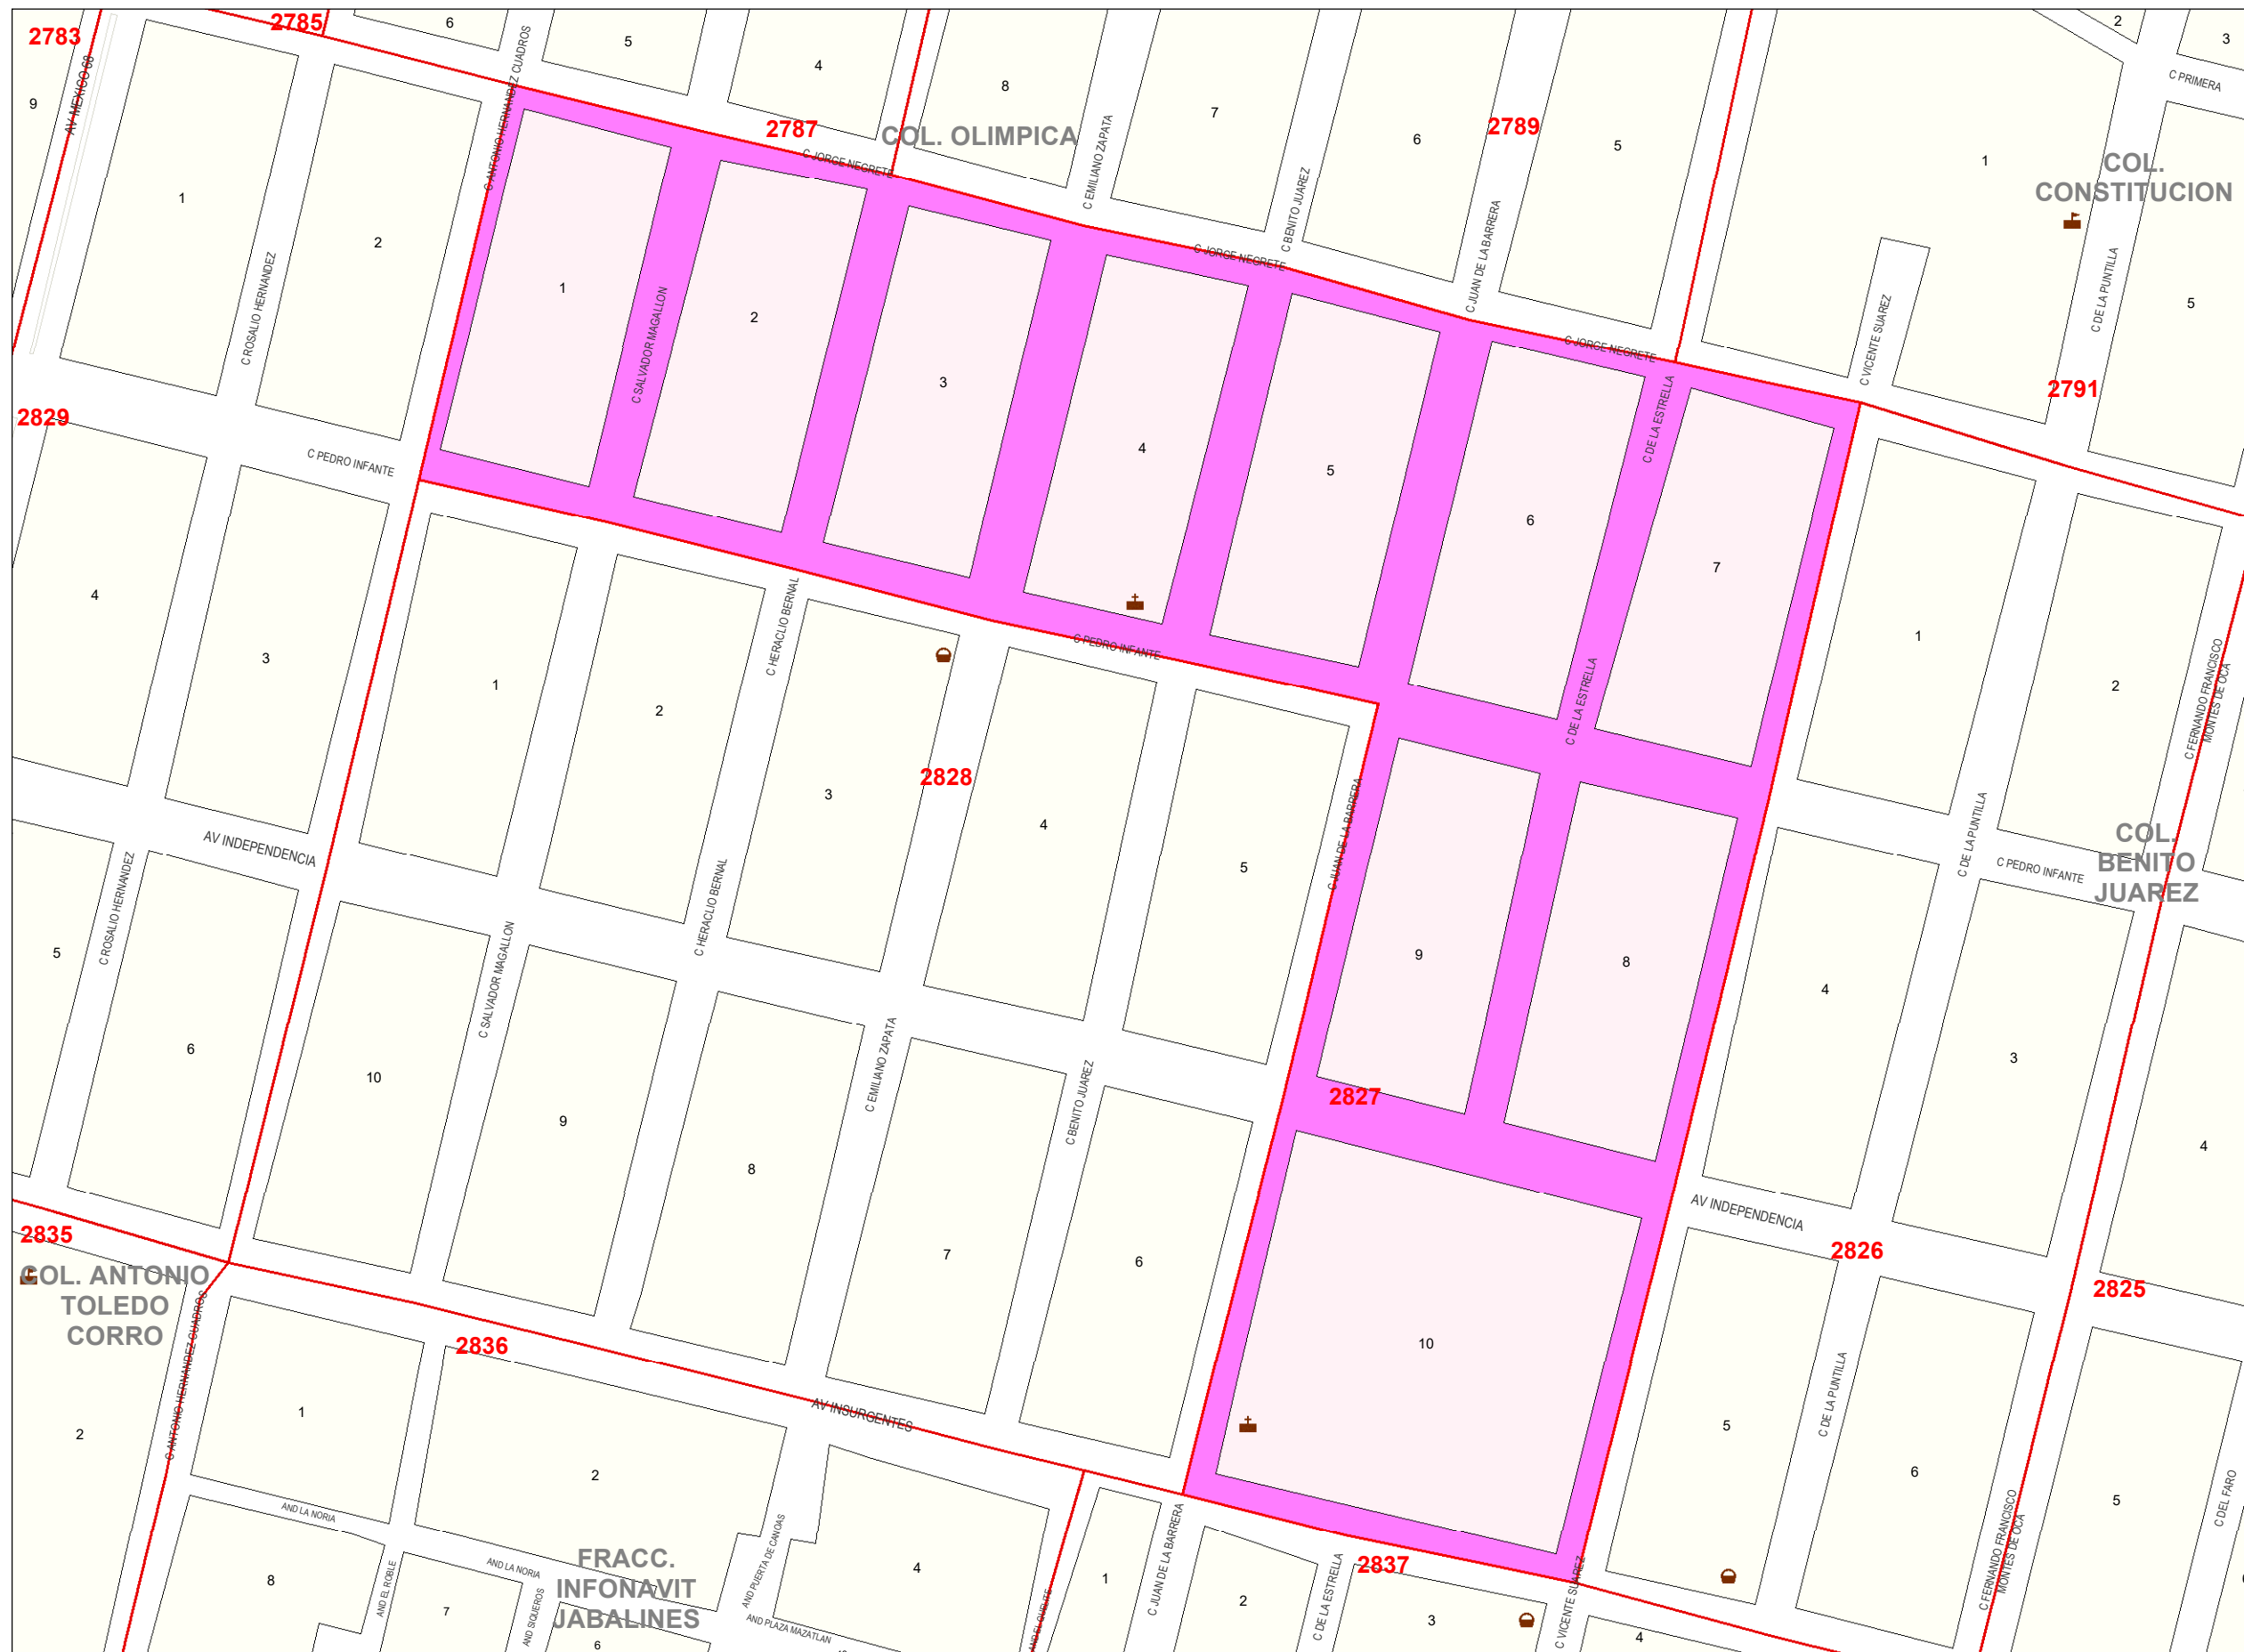 2783
2785
6
5
4
8
7
6
2789
5
2
3
C PRIMERA
9
AV MEXICO 68
C ANTONIO HERNANDEZ CUADROS
2787
COL. OLIMPICA
C JORGE NEGRETE
C EMILIANO ZAPATA
C BENITO JUAREZ
C JUAN DE LA BARRERA
1
COL.
CONSTITUCION
1
2
C ROSALIO HERNANDEZ
1
C SALVADOR MAGALLON
2
3
4
C JORGE NEGRETE
5
6
C JORGE NEGRETE
C DE LA ESTRELLA
7
C VICENTE SUAREZ
C DE LA PUNTILLA
5
2791
2829
C PEDRO INFANTE
4
3
1
2
C HERACLIO BERNAL
3
2828
4
C PEDRO INFANTE
5
C JUAN DE LA BARRERA
C DE LA ESTRELLA
1
2
C FERNANDO FRANCISCO
MONTES DE OCA
C DE LA PUNTILLA
C PEDRO INFANTE
COL.
BENITO
JUAREZ
AV INDEPENDENCIA
C ROSALIO HERNANDEZ
5
6
10
C SALVADOR MAGALLON
9
C HERACLIO BERNAL
8
C EMILIANO ZAPATA
7
C BENITO JUAREZ
6
9
8
2827
10
4
3
4
AV INDEPENDENCIA
2826
2825
2835
COL. ANTONIO
TOLEDO
CORRO
C ANTONIO HERNANDEZ CUADROS
2836
AV INSURGENTES
1
2
2
AND LA NORIA
8
AND EL ROBLE
AND LA NORIA
7
AND SIQUEROS
FRACC.
INFONAVIT
JABALINES
6
AND PUERTA DE CANOAS
AND PLAZA MAZATLAN
4
1
C JUAN DE LA BARRERA
2
C DE LA ESTRELLA
2837
3
C VICENTE SUAREZ
4
5
C DE LA PUNTILLA
6
C FERNANDO FRANCISCO
MONTES DE OCA
5
C DEL FARO